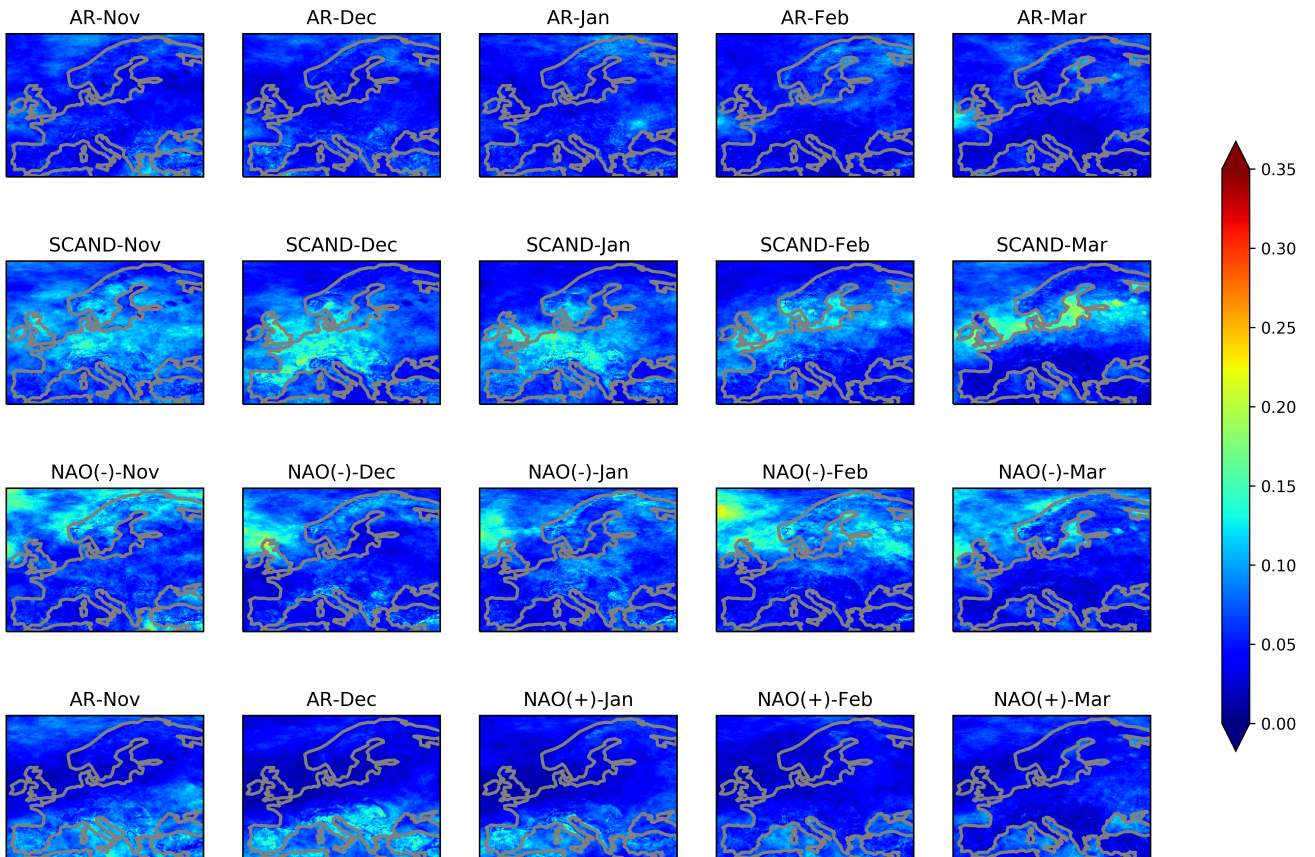 AR-Nov AR-Dec AR-Jan AR-Feb AR-Mar
SCAND-Nov SCAND-Dec SCAND-Jan SCAND-Feb SCAND-Mar
NAO(-)-Nov NAO(-)-Dec NAO(-)-Jan NAO(-)-Feb NAO(-)-Mar
AR-Nov AR-Dec NAO(+)-Jan NAO(+)-Feb NAO(+)-Mar
0.35
0.30
0.25
0.20
0.15
0.10
0.05
0.00